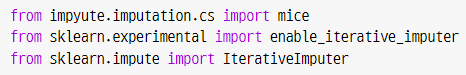 from impyute.imputation.cs import mice
from sklearn.experimental import enable_iterative_imputer
from sklearn.impute import IterativeImputer